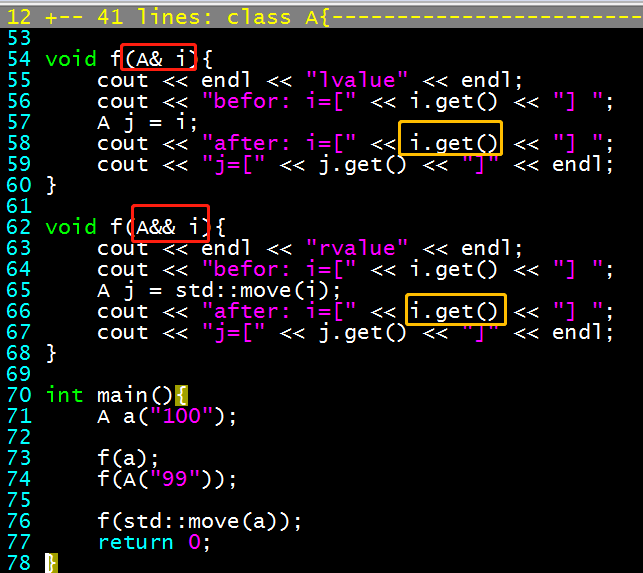 12 +-- 41 lines: class A{--------------------------
53
54 void f(A& i){
55     cout << endl << "lvalue" << endl;
56     cout << "befor: i=[" << i.get() << "] ";
57     A j = i;
58     cout << "after: i=[" << i.get() << "] ";
59     cout << "j=[" << j.get() << "]" << endl;
60 }
61
62 void f(A&& i){
63     cout << endl << "rvalue" << endl;
64     cout << "befor: i=[" << i.get() << "] ";
65     A j = std::move(i);
66     cout << "after: i=[" << i.get() << "] ";
67     cout << "j=[" << j.get() << "]" << endl;
68 }
69
70 int main(){
71     A a("100");
72
73     f(a);
74     f(A("99"));
75
76     f(std::move(a));
77     return 0;
78 }